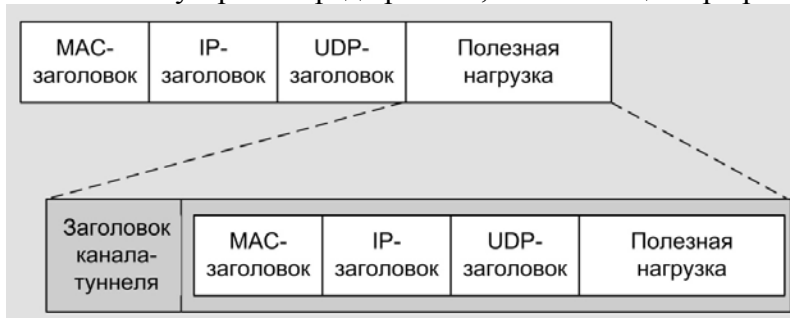 MAC-
заголовок
IP-
заголовок
UDP-
заголовок
Полезная
нагрузка
Заголовок
канала-
туннеля
MAC-
заголовок
IP-
заголовок
UDP-
заголовок
Полезная
нагрузка